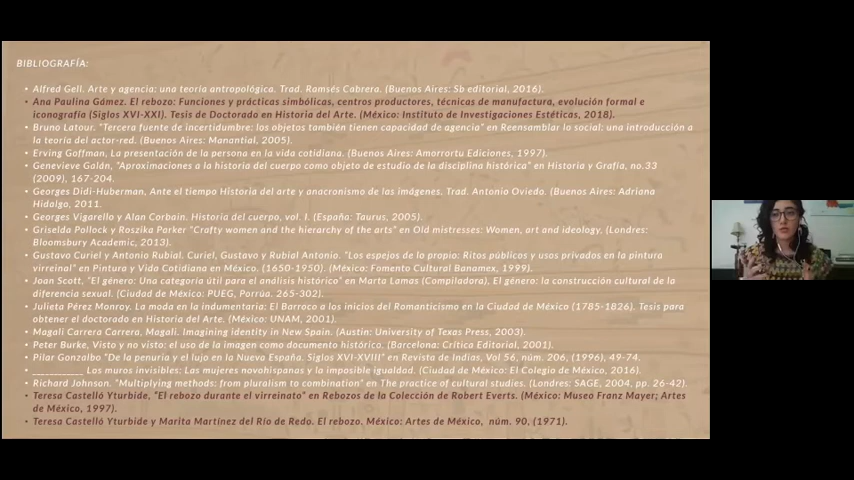 BIBLIOGRAFÍA:
• Alfred Gell. Arte y agencia: una teoría antropológica. Trad. Ramsés Cabrera. (Buenos Aires: Sb editorial, 2016).
• Ana Paulina Gámez. El rebozo: Funciones y prácticas simbólicas, centros productores, técnicas de manufactura, evolución formal e
iconografía (Siglos XVI-XXI). Tesis de Doctorado en Historia del Arte. (México: Instituto de Investigaciones Estéticas, 2018).
• Bruno Latour. "Tercera fuente de incertidumbre: los objetos también tienen capacidad de agencia" en Reensamblar lo social: una introducción a
la teoría del actor-red. (Buenos Aires: Manantial, 2005).
• Erving Goffman, La presentación de la persona en la vida cotidiana. (Buenos Aires: Amorrortu Ediciones, 1997).
• Genevieve Galán, "Aproximaciones a la historia del cuerpo como objeto de estudio de la disciplina histórica" en Historia y Grafía, no.33
(2009), 167-204.
• Georges Didi-Huberman, Ante el tiempo Historia del arte y anacronismo de las imágenes. Trad. Antonio Oviedo. (Buenos Aires: Adriana
Hidalgo, 2011.
• Georges Vigarello y Alan Corbain. Historia del cuerpo, vol. I. (España: Taurus, 2005).
• Griselda Pollock y Roszika Parker "Crafty women and the hierarchy of the arts" en Old mistresses: Women, art and ideology. (Londres:
Bloomsbury Academic, 2013).
• Gustavo Curiel y Antonio Rubial. Curiel, Gustavo y Rubial Antonio. "Los espejos de lo propio: Ritos públicos y usos privados en la pintura
virreinal" en Pintura y Vida Cotidiana en México. (1650-1950). (México: Fomento Cultural Banamex, 1999).
• Joan Scott, "El género: Una categoría útil para el análisis histórico" en Marta Lamas (Compiladora), El género: la construcción cultural de la
diferencia sexual. (Ciudad de México: PUEG, Porrúa. 265-302).
• Julieta Pérez Monroy. La moda en la indumentaria: El Barroco a los inicios del Romanticismo en la Ciudad de México (1785-1826). Tesis para
obtener el doctorado en Historia del Arte. (México: UNAM, 2001).
• Magali Carrera Carrera, Magali. Imagining identity in New Spain. (Austin: University of Texas Press, 2003).
• Peter Burke, Visto y no visto: el uso de la imagen como documento histórico. (Barcelona: Crítica Editorial, 2001).
• Pilar Gonzalbo "De la penuria y el lujo en la Nueva España. Siglos XVI-XVIII" en Revista de Indias, Vol 56, núm. 206, (1996), 49-74.
• ____________ Los muros invisibles: Las mujeres novohispanas y la imposible igualdad. (Ciudad de México: El Colegio de México, 2016).
• Richard Johnson. "Multiplying methods: from pluralism to combination" en The practice of cultural studies. (Londres: SAGE, 2004, pp. 26-42).
• Teresa Castelló Yturbide, "El rebozo durante el virreinato" en Rebozos de la Colección de Robert Everts. (México: Museo Franz Mayer; Artes
de México, 1997).
• Teresa Castelló Yturbide y Marita Martínez del Río de Redo. El rebozo. México: Artes de México, núm. 90, (1971).